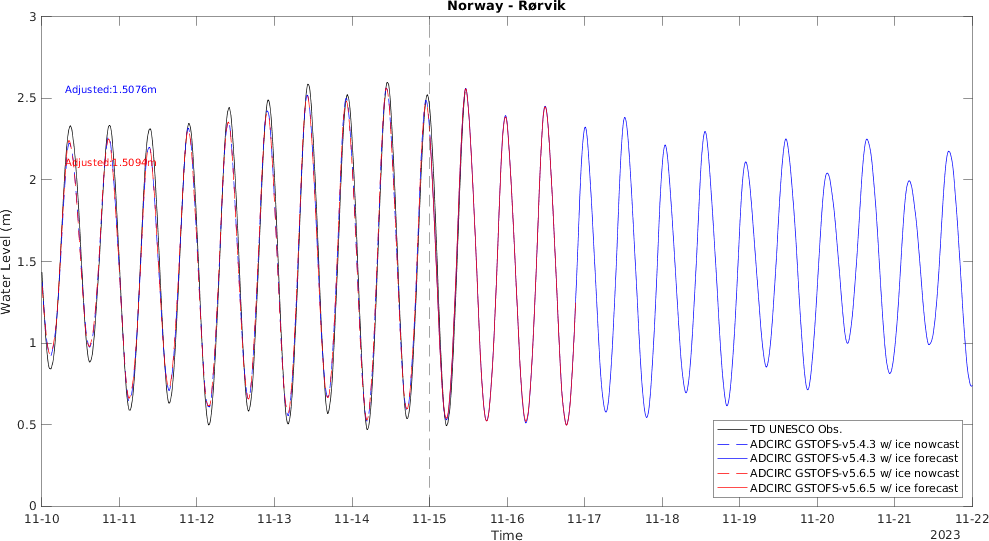 Norway - Rørvik
3
2.5
2
1.5
1
0.5
0
Water Level (m)
Adjusted:1.5076m
Adjusted:1.5094m
TD UNESCO Obs.
ADCIRC GSTOFS-v5.4.3 w/ ice nowcast
ADCIRC GSTOFS-v5.4.3 w/ ice forecast
ADCIRC GSTOFS-v5.6.5 w/ ice nowcast
ADCIRC GSTOFS-v5.6.5 w/ ice forecast
11-10 11-11 11-12 11-13 11-14 11-15 11-16 11-17 11-18 11-19 11-20 11-21 11-22
Time
2023